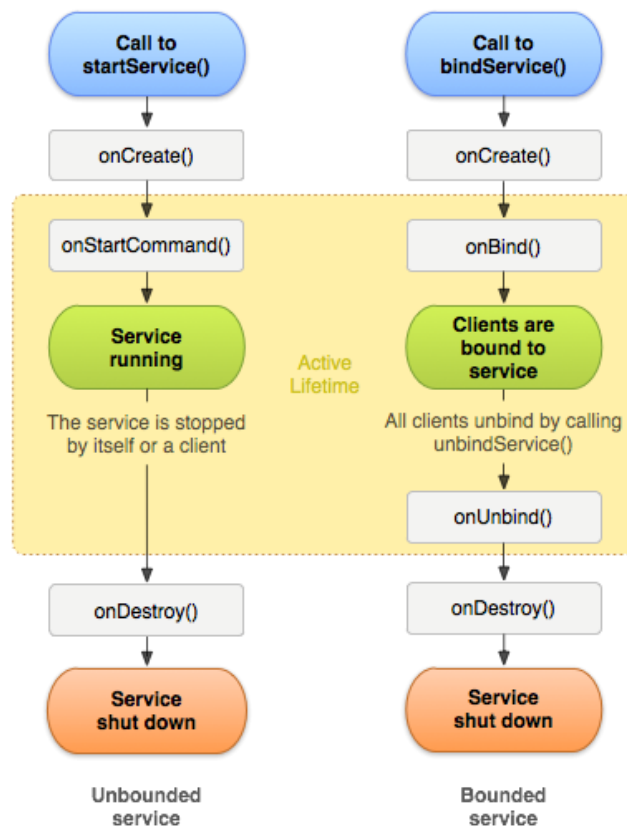 Call to
startService()
onCreate()
onStartCommand()
Service
running
The service is stopped
by itself or a client
onDestroy()
Service
shut down
Unbounded
service
Active
Lifetime
Call to
bindService()
onCreate()
onBind()
Clients are
bound to
service
All clients unbind by calling
unbindService()
onUnbind()
onDestroy()
Service
shut down
Bounded
service